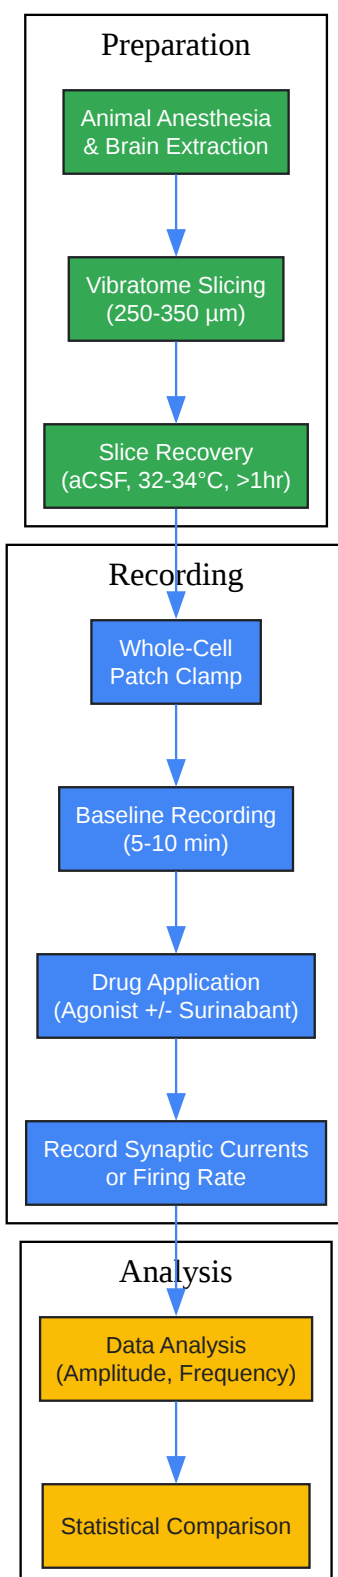 Preparation
Animal Anesthesia
& Brain Extraction
Vibratome Slicing
(250-350 µm)
Slice Recovery
(aCSF, 32-34°C, >1hr)
Recording
Whole-Cell
Patch Clamp
Baseline Recording
(5-10 min)
Drug Application
(Agonist +/- Surinabant)
Record Synaptic Currents
or Firing Rate
Analysis
Data Analysis
(Amplitude, Frequency)
Statistical Comparison